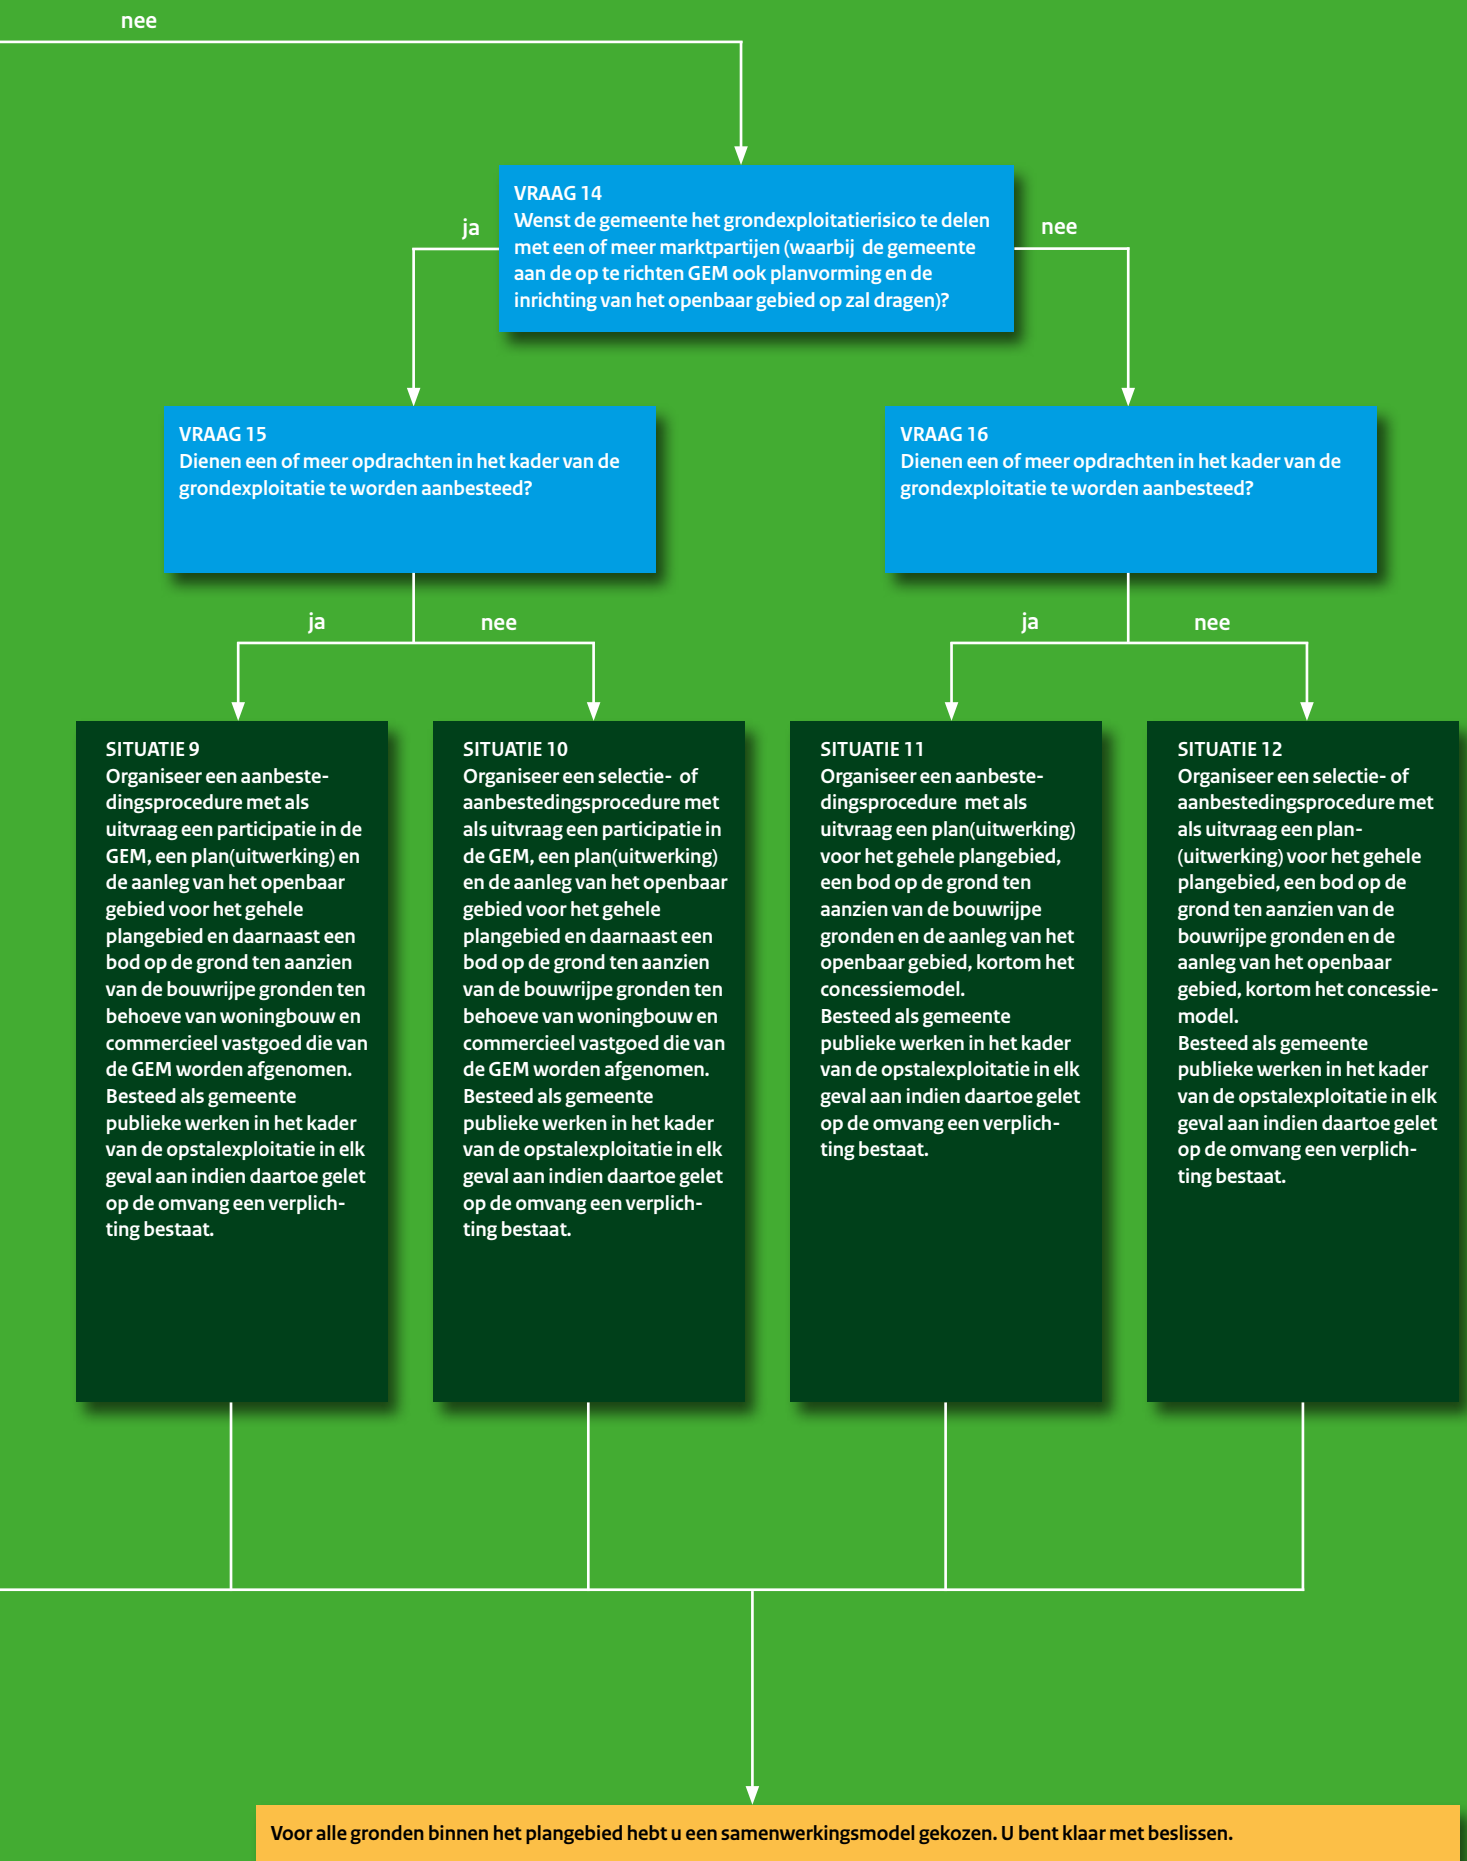 nee
VRAAG 14
Wenst de gemeente het grondexploitatierisico te delen
met een of meer marktpartijen (waarbij  de gemeente
aan de op te richten GEM ook planvorming en de
inrichting van het openbaar gebied op zal dragen)?
ja
nee
VRAAG 15
Dienen een of meer opdrachten in het kader van de
grondexploitatie te worden aanbesteed?
VRAAG 16
Dienen een of meer opdrachten in het kader van de
grondexploitatie te worden aanbesteed?
ja
nee
ja
nee
SITUATIE 9
Organiseer een aanbeste-
dingsprocedure met als
uitvraag een participatie in de
GEM, een plan(uitwerking) en
de aanleg van het openbaar
gebied voor het gehele
plangebied en daarnaast een
bod op de grond ten aanzien
van de bouwrijpe gronden ten
behoeve van woningbouw en
commercieel vastgoed die van
de GEM worden afgenomen.
Besteed als gemeente
publieke werken in het kader
van de opstalexploitatie in elk
geval aan indien daartoe gelet
op de omvang een verplich-
ting bestaat.
SITUATIE 10
Organiseer een selectie-  of
aanbestedingsprocedure met
als uitvraag een participatie in
de GEM, een plan(uitwerking)
en de aanleg van het openbaar
gebied voor het gehele
plangebied en daarnaast een
bod op de grond ten aanzien
van de bouwrijpe gronden ten
behoeve van woningbouw en
commercieel vastgoed die van
de GEM worden afgenomen.
Besteed als gemeente
publieke werken in het kader
van de opstalexploitatie in elk
geval aan indien daartoe gelet
op de omvang een verplich-
ting bestaat.
SITUATIE 11
Organiseer een aanbeste-
dingsprocedure  met als
uitvraag een plan(uitwerking)
voor het gehele plangebied,
een bod op de grond ten
aanzien van de bouwrijpe
gronden en de aanleg van het
openbaar gebied, kortom het
concessiemodel.
Besteed als gemeente
publieke werken in het kader
van de opstalexploitatie in elk
geval aan indien daartoe gelet
op de omvang een verplich-
ting bestaat.
SITUATIE 12
Organiseer een selectie- of
aanbestedingsprocedure met
als uitvraag een plan-
(uitwerking) voor het gehele
plangebied, een bod op de
grond ten aanzien van de
bouwrijpe gronden en de
aanleg van het openbaar
gebied, kortom het concessie-
model.
Besteed als gemeente
publieke werken in het kader
van de opstalexploitatie in elk
geval aan indien daartoe gelet
op de omvang een verplich-
ting bestaat.
Voor alle gronden binnen het plangebied hebt u een samenwerkingsmodel gekozen. U bent klaar met beslissen.